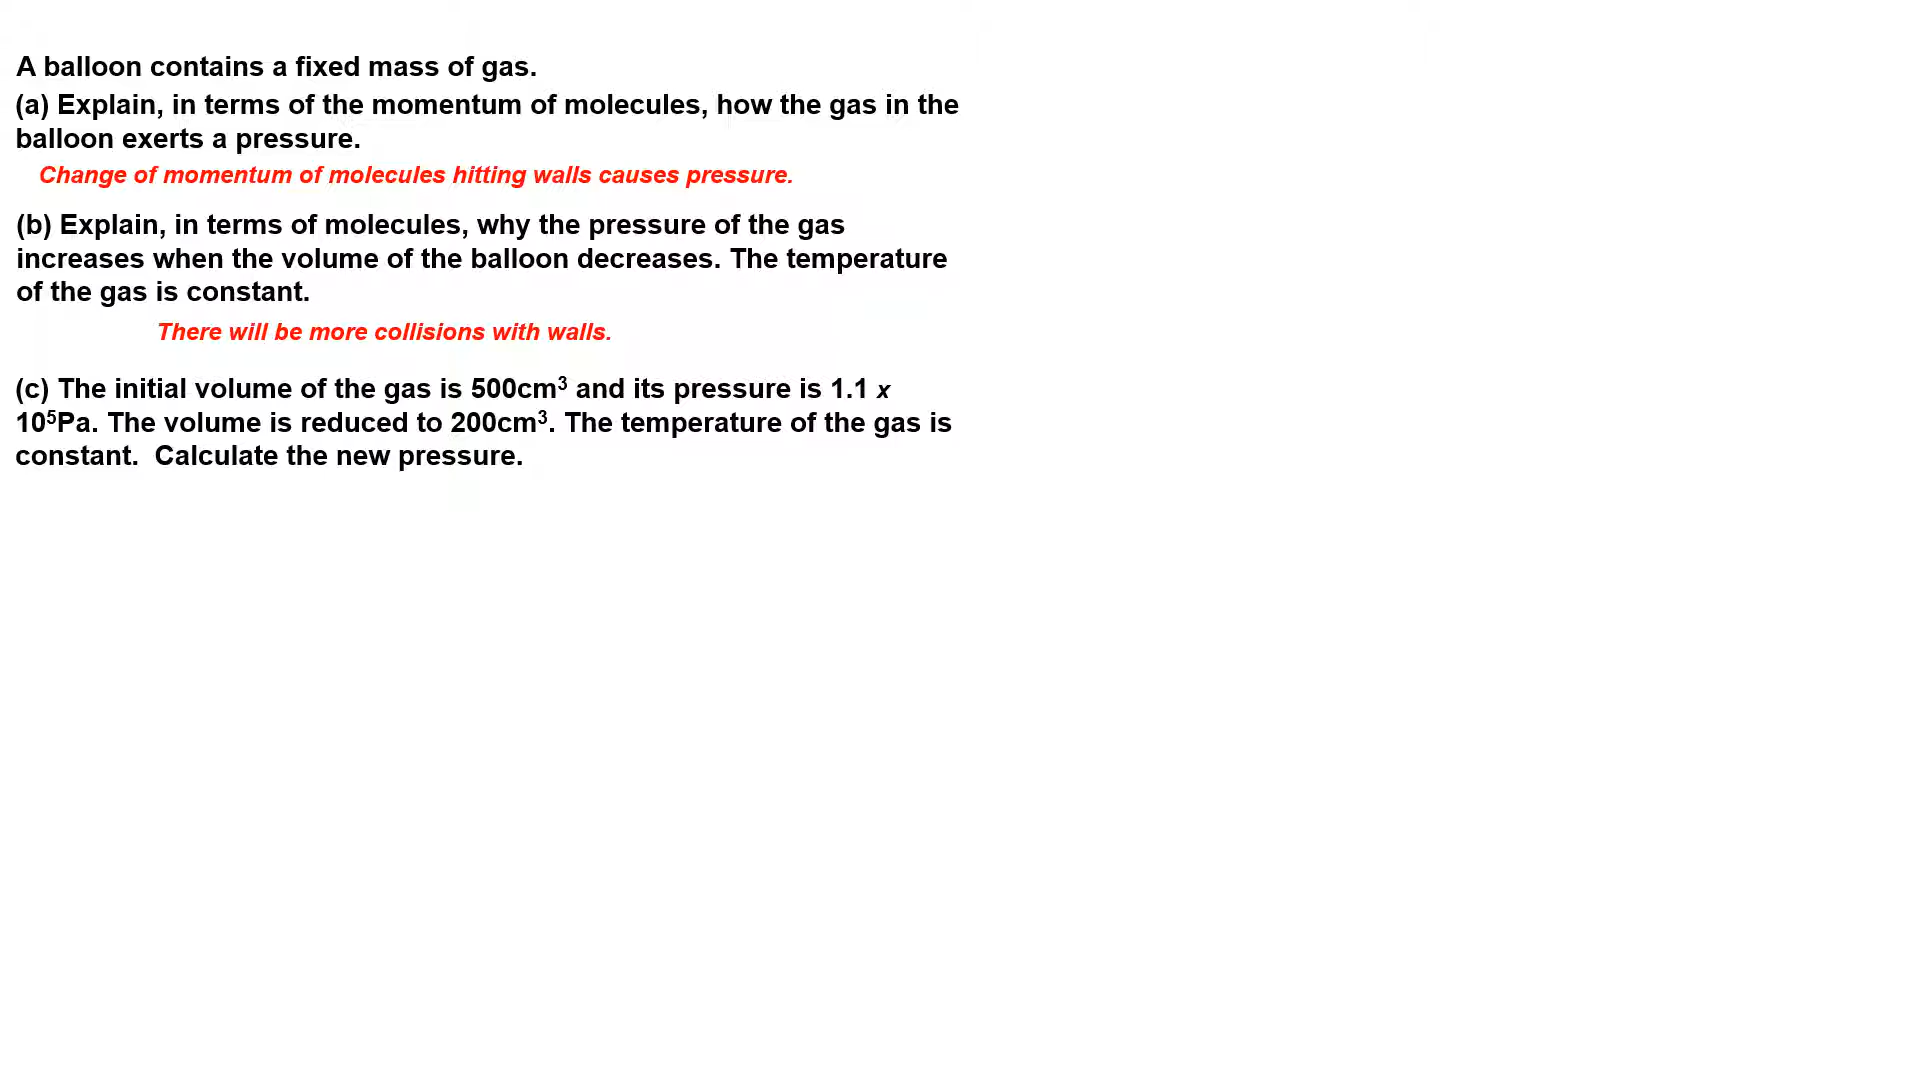 A balloon contains a fixed mass of gas.
(a) Explain, in terms of the momentum of molecules, how the gas in the
balloon exerts a pressure.
Change of momentum of molecules hitting walls causes pressure.
(b) Explain, in terms of molecules, why the pressure of the gas
increases when the volume of the balloon decreases. The temperature
of the gas is constant.
There will be more collisions with walls.
(c) The initial volume of the gas is 500cm³ and its pressure is 1.1 x
10⁵Pa. The volume is reduced to 200cm³. The temperature of the gas is
constant.  Calculate the new pressure.